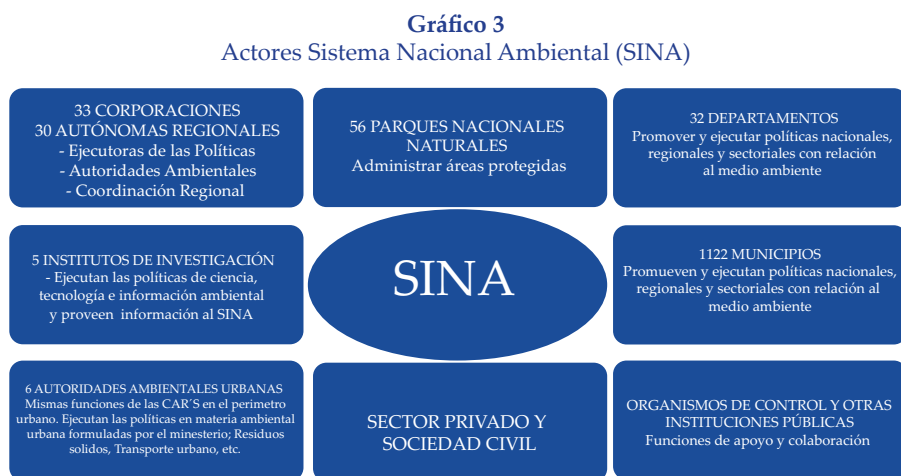 Gráfico 3
Actores Sistema Nacional Ambiental (SINA)
33 CORPORACIONES
30 AUTÓNOMAS REGIONALES
- Ejecutoras de las Políticas
- Autoridades Ambientales
- Coordinación Regional
56 PARQUES NACIONALES
NATURALES
Administrar áreas protegidas
32 DEPARTAMENTOS
Promover y ejecutar políticas nacionales,
regionales y sectoriales con relación
al medio ambiente
5 INSTITUTOS DE INVESTIGACIÓN
- Ejecutan las políticas de ciencia,
tecnología e información ambiental
y proveen información al SINA
SINA
1122 MUNICIPIOS
Promueven y ejecutan políticas nacionales,
regionales y sectoriales con relación al
medio ambiente
6 AUTORIDADES AMBIENTALES URBANAS
Mismas funciones de las CAR´S en el perimetro
urbano. Ejecutan las políticas en materia ambiental
urbana formuladas por el minesterio; Residuos
solidos, Transporte urbano, etc.
SECTOR PRIVADO Y
SOCIEDAD CIVIL
ORGANISMOS DE CONTROL Y OTRAS
INSTITUCIONES PÚBLICAS
Funciones de apoyo y colaboración